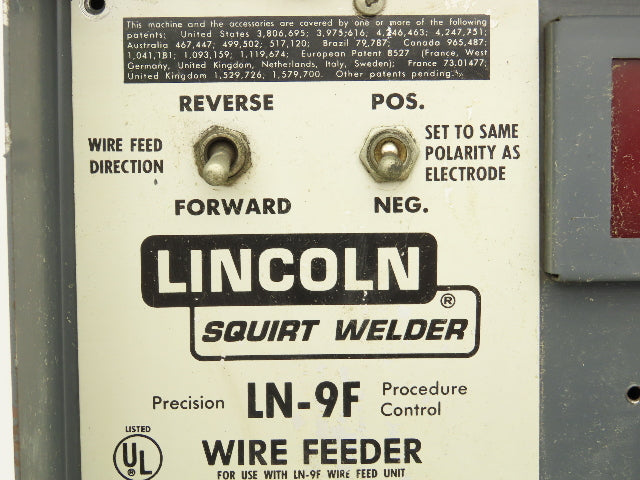 This machine and the accessories are covered by one or more of the following
patents: United States 3,806,695; 3,975,616; 4,246,463; 4,247,751;
Australia 467,447; 499,502; 517,120; Brazil 79,787; Canada 965,487;
1,041,181; 1,093,159; 1,119,674; European Patent 8527 (France, West
Germany, United Kingdom, Netherlands, Italy, Sweden); France 73.01477;
United Kingdom 1,529,726; 1,579,700. Other patents pending.
REVERSE POS.
WIRE FEED
DIRECTION
SET TO SAME
POLARITY AS
ELECTRODE
FORWARD NEG.
LINCOLN
®
SQUIRT WELDER
Precision LN-9F Procedure
Control
LISTED
UL
WIRE FEEDER
FOR USE WITH LN-9F WIRE FEED UNIT